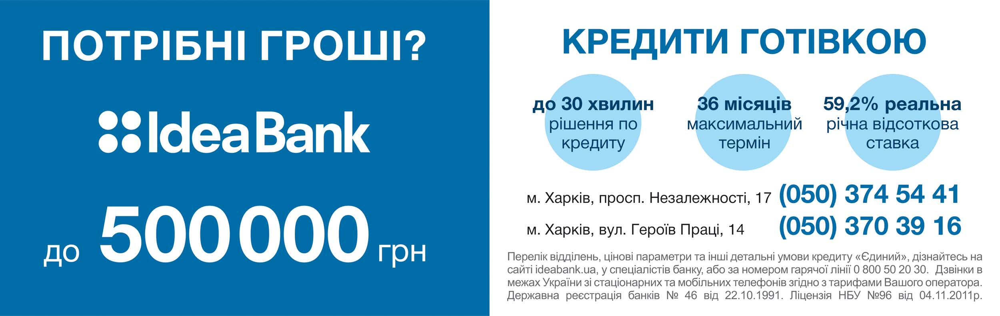 ПОТРІБНІ ГРОШІ?
Idea Bank
до 500 000 грн
КРЕДИТИ ГОТІВКОЮ
до 30 хвилин
рішення по
кредиту
36 місяців
максимальний
термін
59,2% реальна
річна відсоткова
ставка
м. Харків, просп. Незалежності, 17 (050) 374 54 41
м. Харків, вул. Героїв Праці, 14 (050) 370 39 16
Перелік відділень, цінові параметри та інші детальні умови кредиту «Єдиний», дізнайтесь на
сайті ideabank.ua, у спеціалістів банку, або за номером гарячої лінії 0 800 50 20 30. Дзвінки в
межах України зі стаціонарних та мобільних телефонів згідно з тарифами Вашого оператора.
Державна реєстрація банків № 46 від 22.10.1991. Ліцензія НБУ №96 від 04.11.2011р.